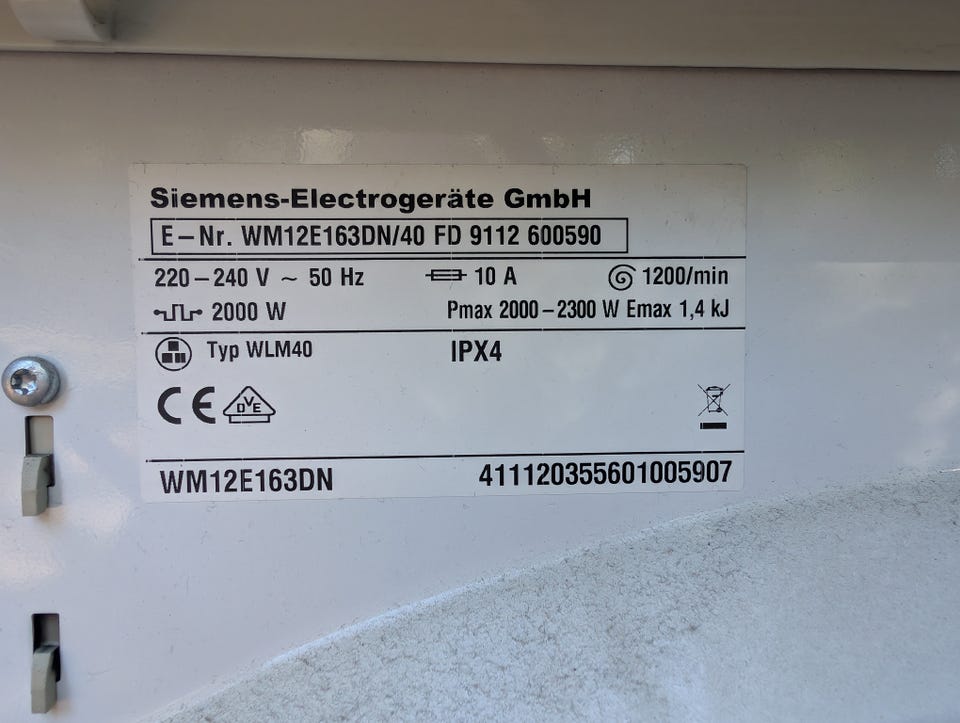 Siemens-Electrogeräte GmbH
E-Nr. WM12E163DN/40 FD 9112 600590
220-240 V ~ 50 Hz 10 A 1200/min
2000 W Pmax 2000-2300 W Emax 1,4 kJ
Typ WLM40 IPX4
CE DVE
WM12E163DN 411120355601005907